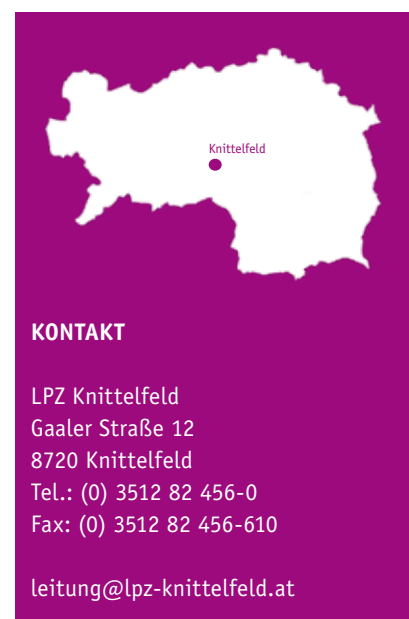 Knittelfeld
KONTAKT
LPZ Knittelfeld
Gaaler Straße 12
8720 Knittelfeld
Tel.: (0) 3512 82 456-0
Fax: (0) 3512 82 456-610
leitung@lpz-knittelfeld.at